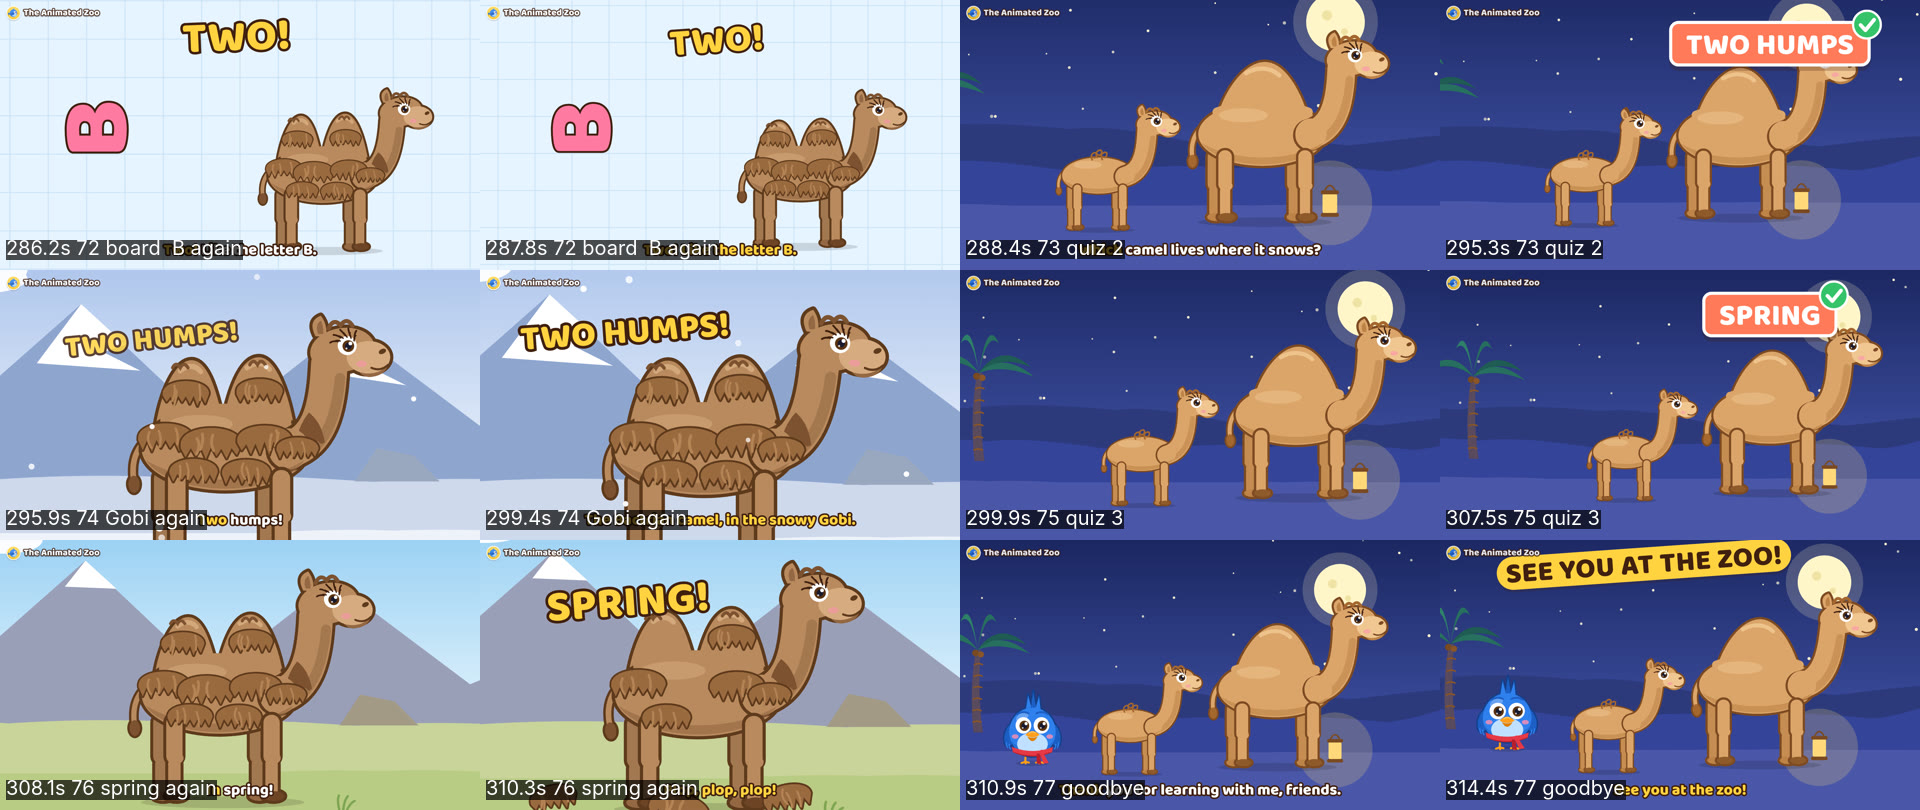 The Animated Zoo
TWO!
B
286.2s 72 board B again he letter B.
The Animated Zoo
TWO!
B
287.8s 72 board B again the letter B.
The Animated Zoo
288.4s 73 quiz 2 camel lives where it snows?
The Animated Zoo
TWO HUMPS
295.3s 73 quiz 2
The Animated Zoo
TWO HUMPS!
295.9s 74 Gobi again two humps!
The Animated Zoo
TWO HUMPS!
299.4s 74 Gobi again amel, in the snowy Gobi.
The Animated Zoo
299.9s 75 quiz 3
The Animated Zoo
SPRING
307.5s 75 quiz 3
The Animated Zoo
308.1s 76 spring again spring!
The Animated Zoo
SPRING!
310.3s 76 spring again plop, plop!
The Animated Zoo
310.9s 77 goodbye or learning with me, friends.
The Animated Zoo
SEE YOU AT THE ZOO!
314.4s 77 goodbye ee you at the zoo!